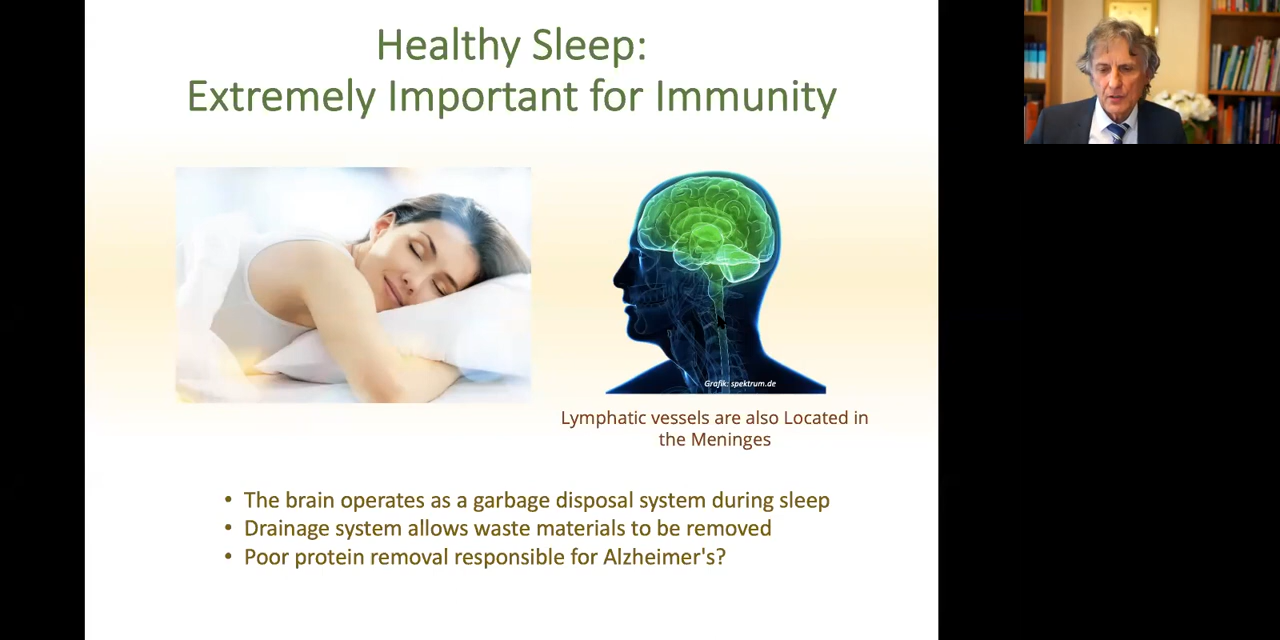 Healthy Sleep:
Extremely Important for Immunity
Grafik: spektrum.de
Lymphatic vessels are also Located in
the Meninges
• The brain operates as a garbage disposal system during sleep
• Drainage system allows waste materials to be removed
• Poor protein removal responsible for Alzheimer's?